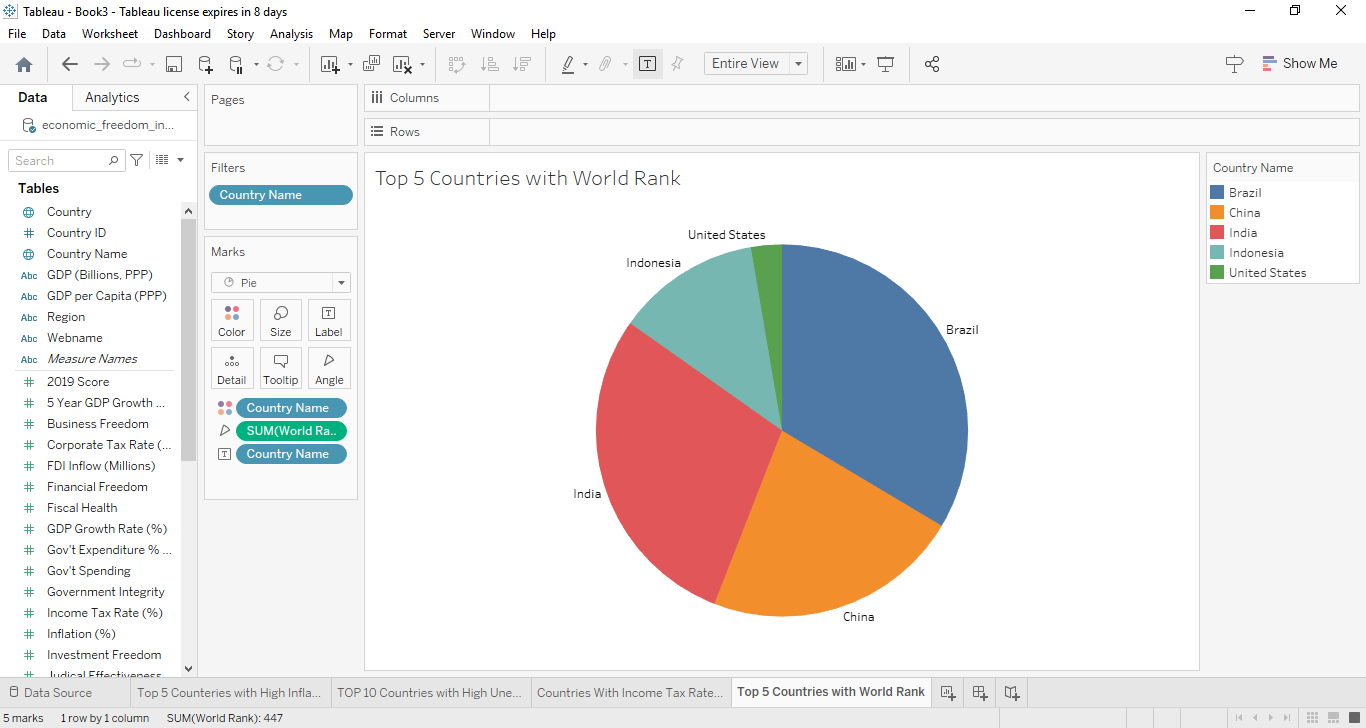 Tableau - Book3 - Tableau license expires in 8 days
File Data Worksheet Dashboard Story Analysis Map Format Server Window Help
Entire View
Show Me
Data Analytics
economic_freedom_in...
Search
Tables
Country
Country ID
Country Name
Abc GDP (Billions, PPP)
Abc GDP per Capita (PPP)
Abc Region
Abc Webname
Abc Measure Names
2019 Score
5 Year GDP Growth ...
Business Freedom
Corporate Tax Rate (...
FDI Inflow (Millions)
Financial Freedom
Fiscal Health
GDP Growth Rate (%)
Gov't Expenditure % ...
Gov't Spending
Government Integrity
Income Tax Rate (%)
Inflation (%)
Investment Freedom
Judical Effectiveness
Pages
Filters
Country Name
Marks
Pie
Color Size Label
Detail Tooltip Angle
Country Name
SUM(World Ra..
Country Name
Columns
Rows
Top 5 Countries with World Rank
United States
Indonesia
Brazil
India
China
Country Name
Brazil
China
India
Indonesia
United States
Data Source Top 5 Counteries with High Infla... TOP 10 Countries with High Une... Countries With Income Tax Rate... Top 5 Countries with World Rank
5 marks 1 row by 1 column SUM(World Rank): 447